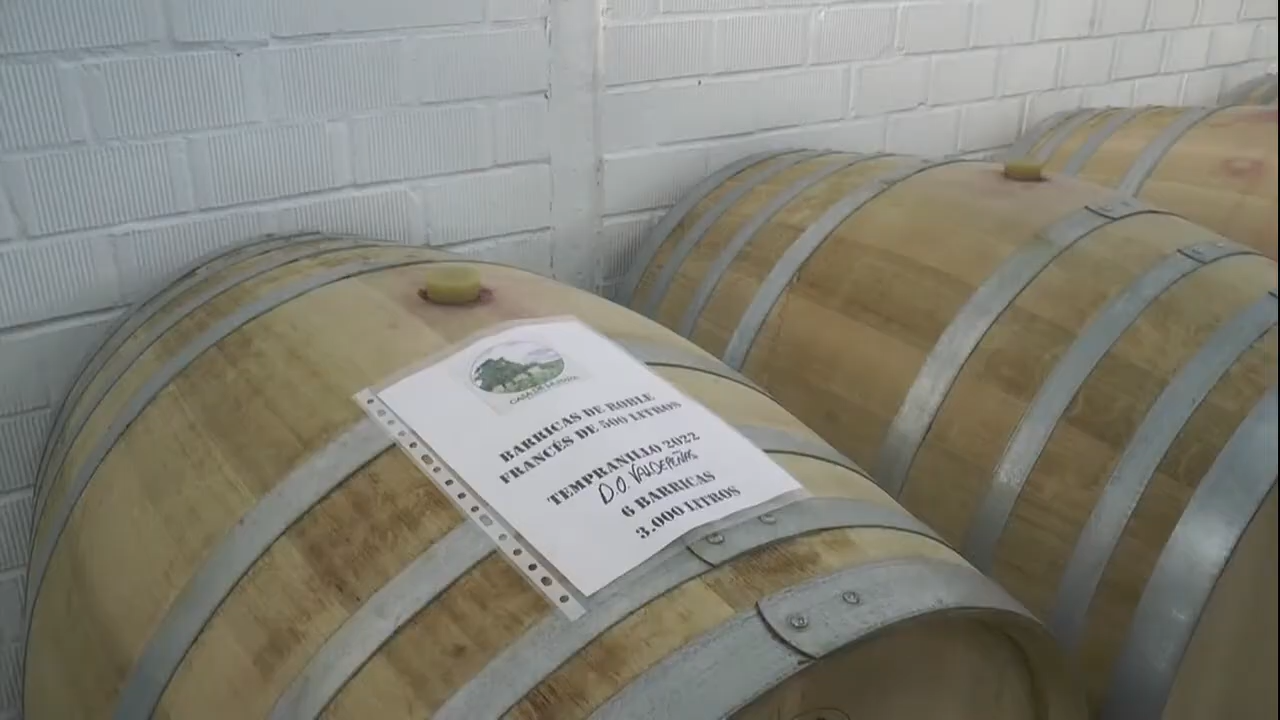 BARRICAS DE ROBLE
FRANCÉS DE 500 LITROS
TEMPRANILLO 2022
D.O. VALDEPEÑAS
6 BARRICAS
3.000 LITROS